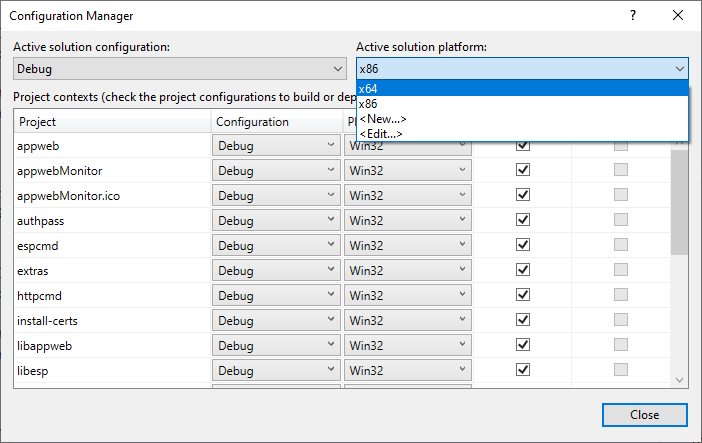 Configuration Manager
? ×
Active solution configuration:
Active solution platform:
Debug
x86
x64
x86
<New...>
<Edit...>
Project contexts (check the project configurations to build or dep
Project Configuration Pl
appweb Debug Win32
appwebMonitor Debug Win32
appwebMonitor.ico Debug Win32
authpass Debug Win32
espcmd Debug Win32
extras Debug Win32
httpcmd Debug Win32
install-certs Debug Win32
libappweb Debug Win32
libesp Debug Win32
Close